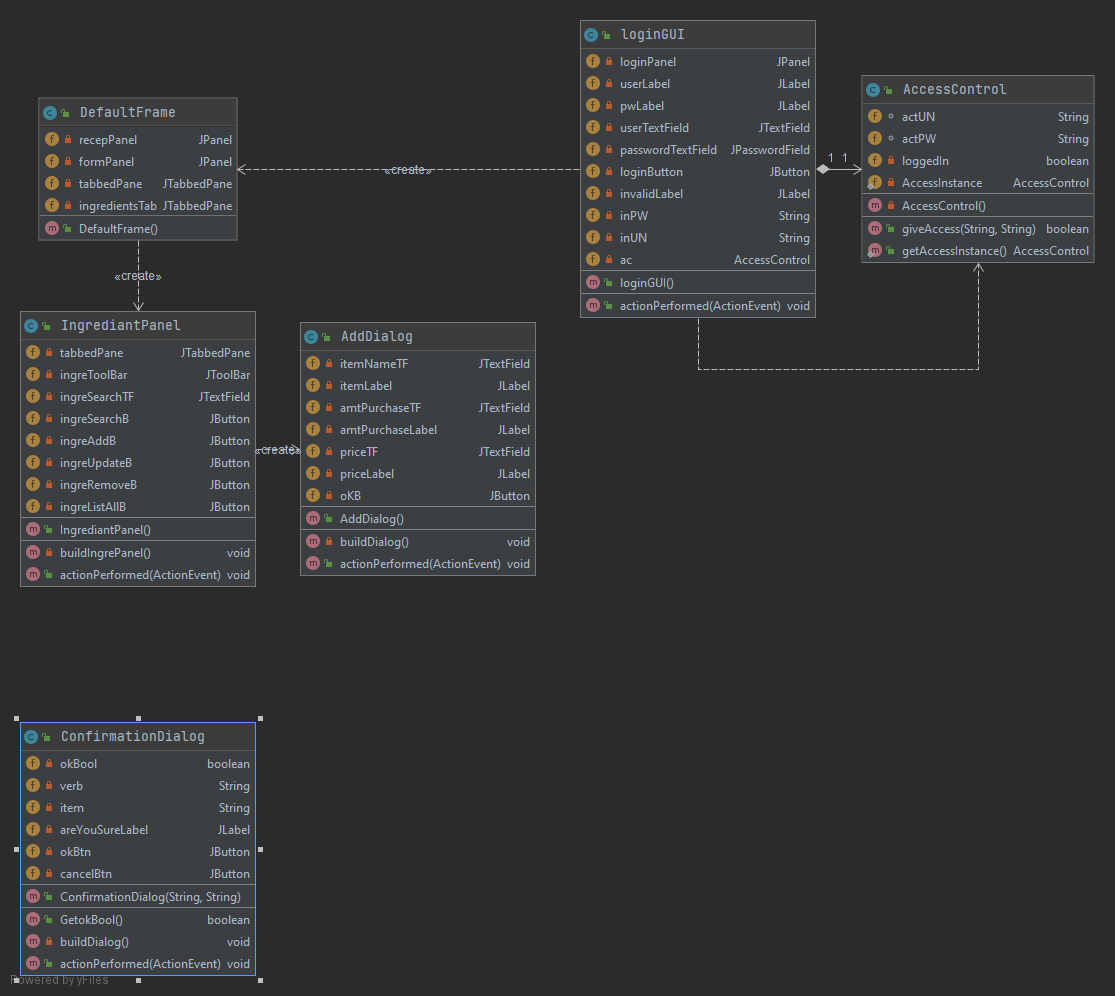 loginGUI
loginPanel JPanel
userLabel JLabel
pwLabel JLabel
userTextField JTextField
passwordTextField JPasswordField
loginButton JButton
invalidLabel JLabel
inPW String
inUN String
ac AccessControl
loginGUI()
actionPerformed(ActionEvent) void
1 1
AccessControl
actUN String
actPW String
loggedIn boolean
AccessInstance AccessControl
AccessControl()
giveAccess(String, String) boolean
getAccessInstance() AccessControl
DefaultFrame
recepPanel JPanel
formPanel JPanel
tabbedPane JTabbedPane
ingredientsTab JTabbedPane
DefaultFrame()
«create»
«create»
IngrediantPanel
tabbedPane JTabbedPane
ingreToolBar JToolBar
ingreSearchTF JTextField
ingreSearchB JButton
ingreAddB JButton
ingreUpdateB JButton
ingreRemoveB JButton
ingreListAllB JButton
IngrediantPanel()
buildIngrePanel() void
actionPerformed(ActionEvent) void
«create»
AddDialog
itemNameTF JTextField
itemLabel JLabel
amtPurchaseTF JTextField
amtPurchaseLabel JLabel
priceTF JTextField
priceLabel JLabel
oKB JButton
AddDialog()
buildDialog() void
actionPerformed(ActionEvent) void
ConfirmationDialog
okBool boolean
verb String
item String
areYouSureLabel JLabel
okBtn JButton
cancelBtn JButton
ConfirmationDialog(String, String)
GetokBool() boolean
buildDialog() void
actionPerformed(ActionEvent) void
Powered by yFiles